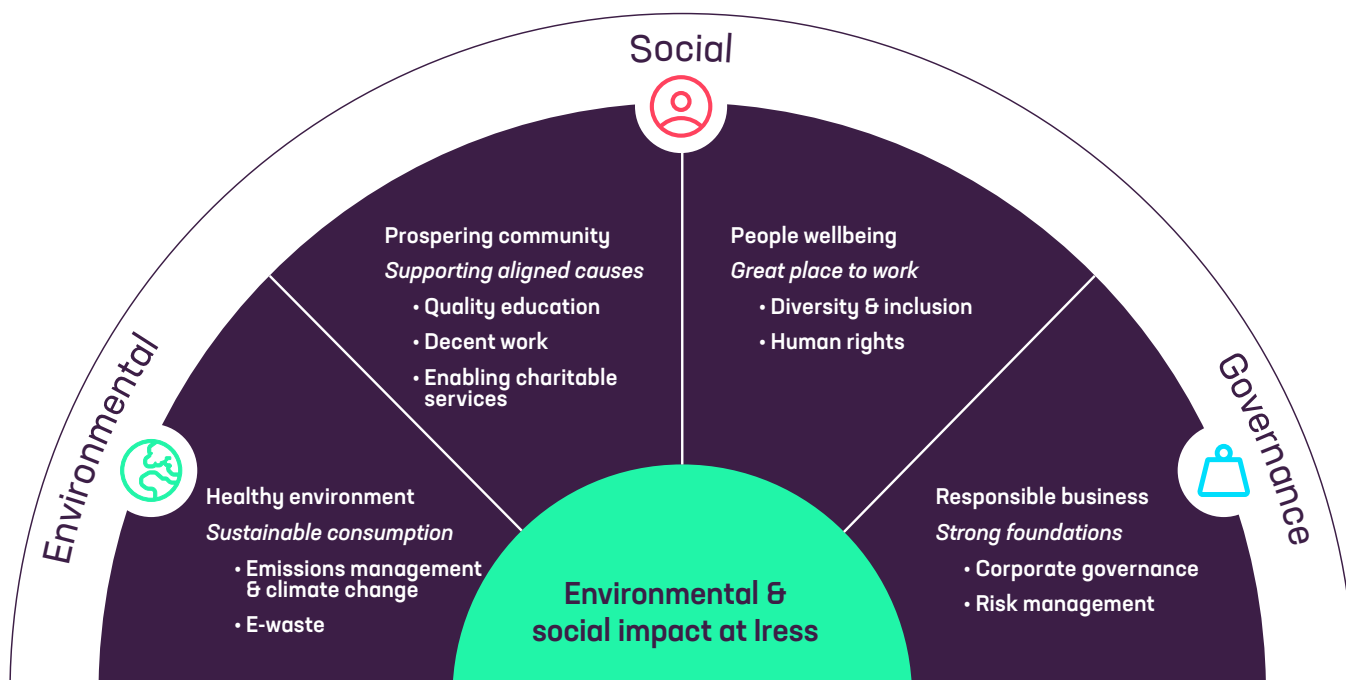 Social
Environmental
Governance
Prospering community
Supporting aligned causes
• Quality education
• Decent work
• Enabling charitable
services
People wellbeing
Great place to work
• Diversity & inclusion
• Human rights
Healthy environment
Sustainable consumption
• Emissions management
& climate change
• E-waste
Responsible business
Strong foundations
• Corporate governance
• Risk management
Environmental &
social impact at Iress